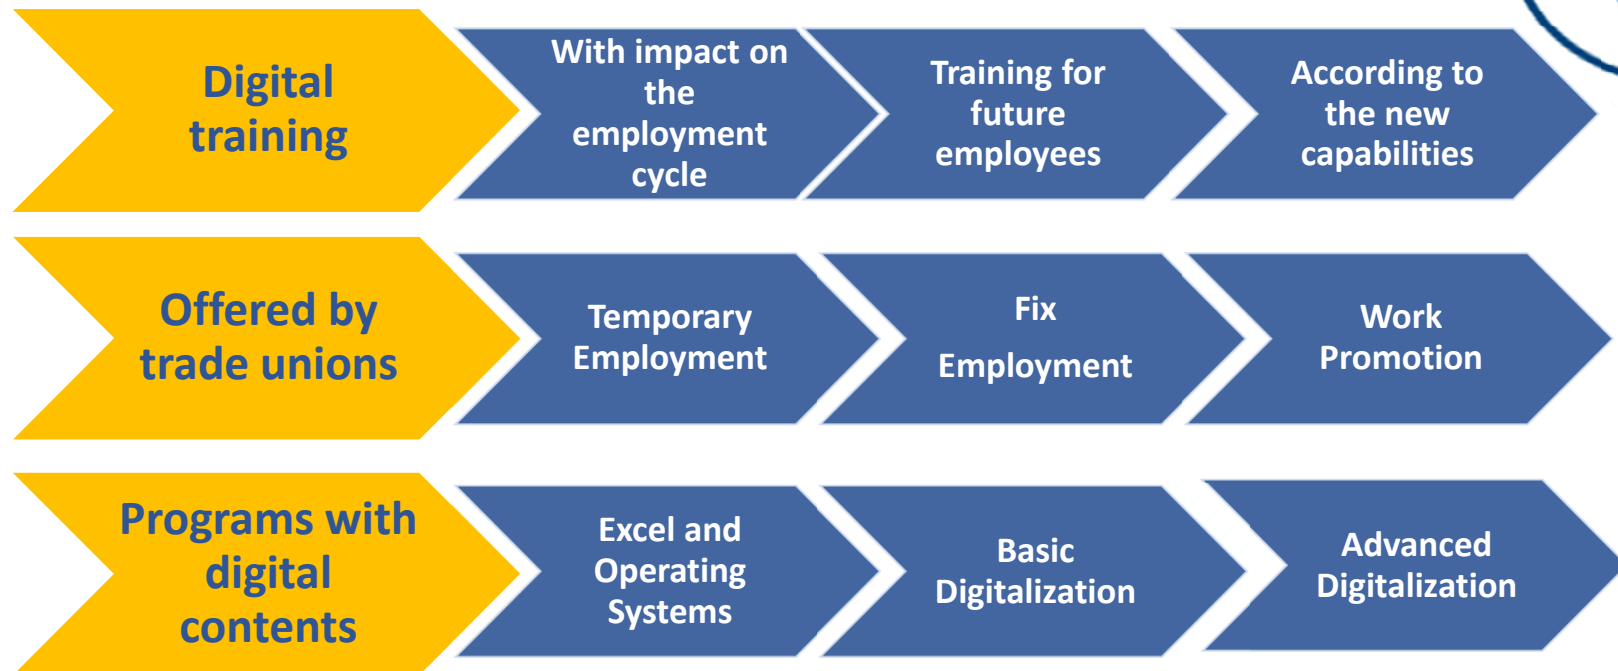 Digital
training
With impact on
the
employment
cycle
Training for
future
employees
According to
the new
capabilities
Offered by
trade unions
Temporary
Employment
Fix
Employment
Work
Promotion
Programs with
digital
contents
Excel and
Operating
Systems
Basic
Digitalization
Advanced
Digitalization